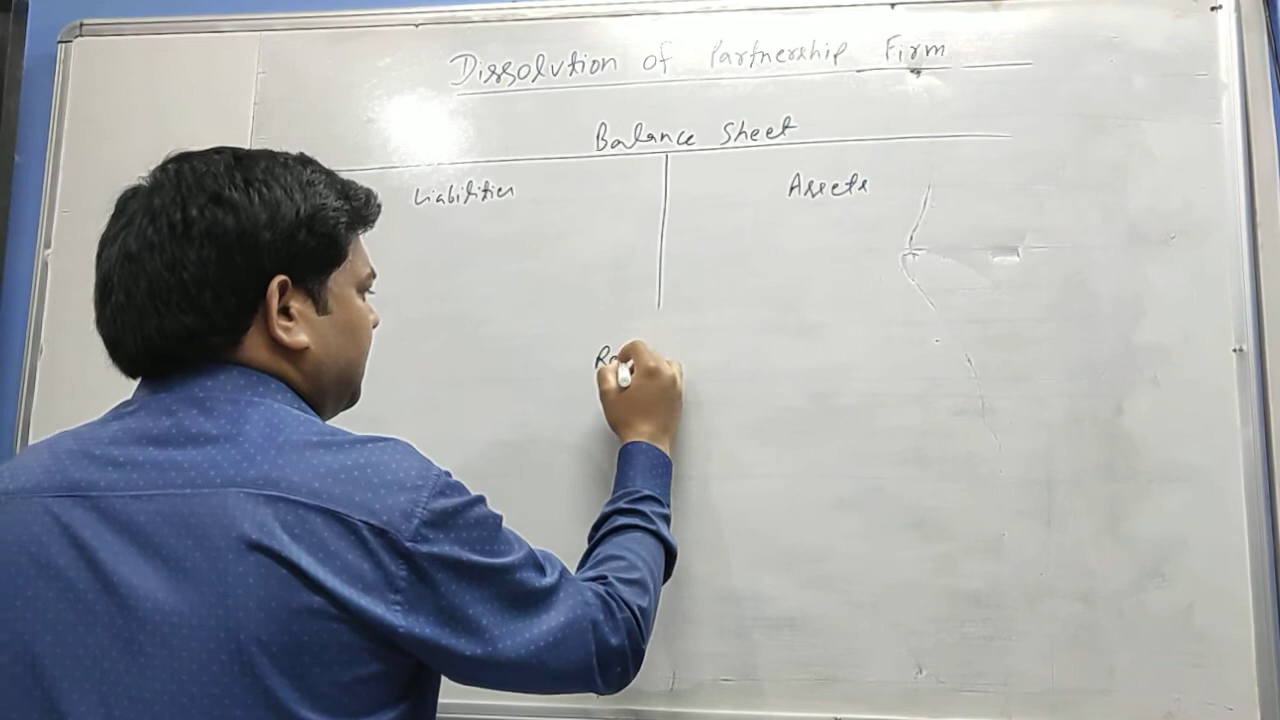 Dissolution of Partnership Firm
Balance Sheet
Liabilities Assets